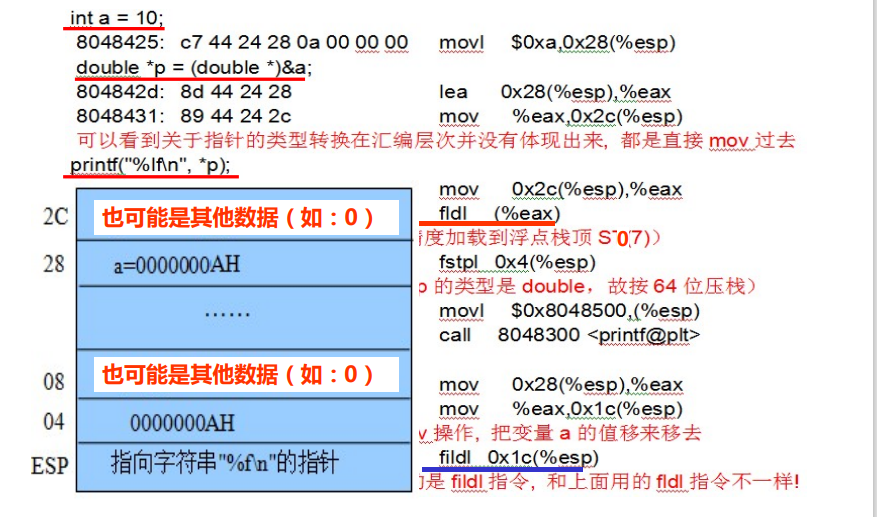 int a = 10;
8048425: c7 44 24 28 0a 00 00 00 movl $0xa,0x28(%esp)
double *p = (double *)&a;
804842d: 8d 44 24 28 lea 0x28(%esp),%eax
8048431: 89 44 24 2c mov %eax,0x2c(%esp)
可以看到关于指针的类型转换在汇编层次并没有体现出来, 都是直接 mov 过去
printf("%lf\n", *p);
mov 0x2c(%esp),%eax
2C 也可能是其他数据(如:0) fldl (%eax)
度加载到浮点栈顶 S 0(7))
28 a=0000000AH fstpl 0x4(%esp)
p 的类型是 double, 故按 64 位压栈)
…… movl $0x8048500,(%esp)
call 8048300 <printf@plt>
08 也可能是其他数据(如:0) mov 0x28(%esp),%eax
04 0000000AH mov %eax,0x1c(%esp)
v 操作, 把变量 a 的值移来移去
ESP 指向字符串"%f\n"的指针 fildl 0x1c(%esp)
是 fildl 指令, 和上面用的 fldl 指令不一样!